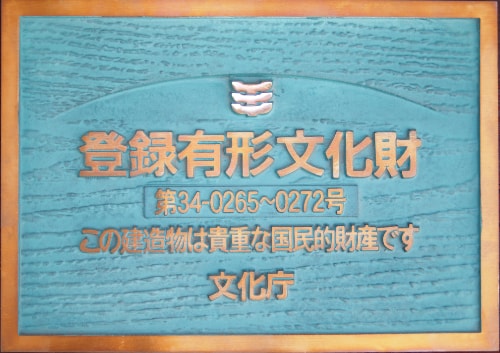 登録有形文化財
第34-0265~0272号
この建造物は貴重な国民的財産です
文化庁